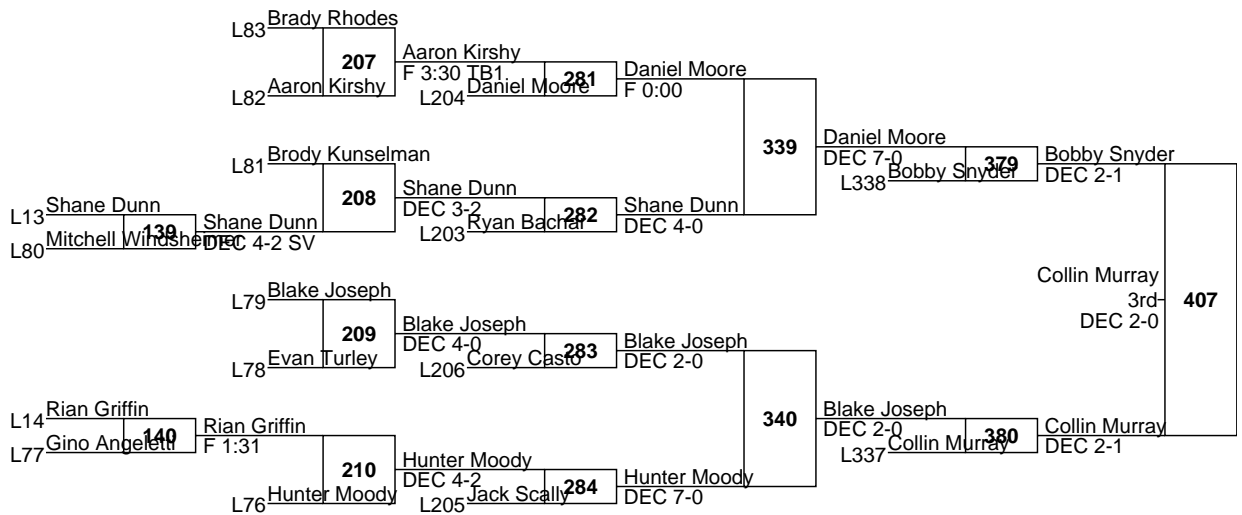 L83 Brady Rhodes
207
L82 Aaron Kirshy
Aaron Kirshy
F 3:30 TB1
281
L204 Daniel Moore
Daniel Moore
F 0:00
339
Daniel Moore
DEC 7-0
379
L338 Bobby Snyder
Bobby Snyder
DEC 2-1
L81 Brody Kunselman
208
Shane Dunn
DEC 3-2
282
L203 Ryan Bachar
Shane Dunn
DEC 4-0
L13 Shane Dunn
139
L80 Mitchell Windsheimer
Shane Dunn
DEC 4-2 SV
Collin Murray
3rd
DEC 2-0
407
L79 Blake Joseph
209
L78 Evan Turley
Blake Joseph
DEC 4-0
283
L206 Corey Casto
Blake Joseph
DEC 2-0
340
Blake Joseph
DEC 2-0
380
L337 Collin Murray
Collin Murray
DEC 2-1
L14 Rian Griffin
140
L77 Gino Angeletti
Rian Griffin
F 1:31
210
L76 Hunter Moody
Hunter Moody
DEC 4-2
284
L205 Jack Scally
Hunter Moody
DEC 7-0